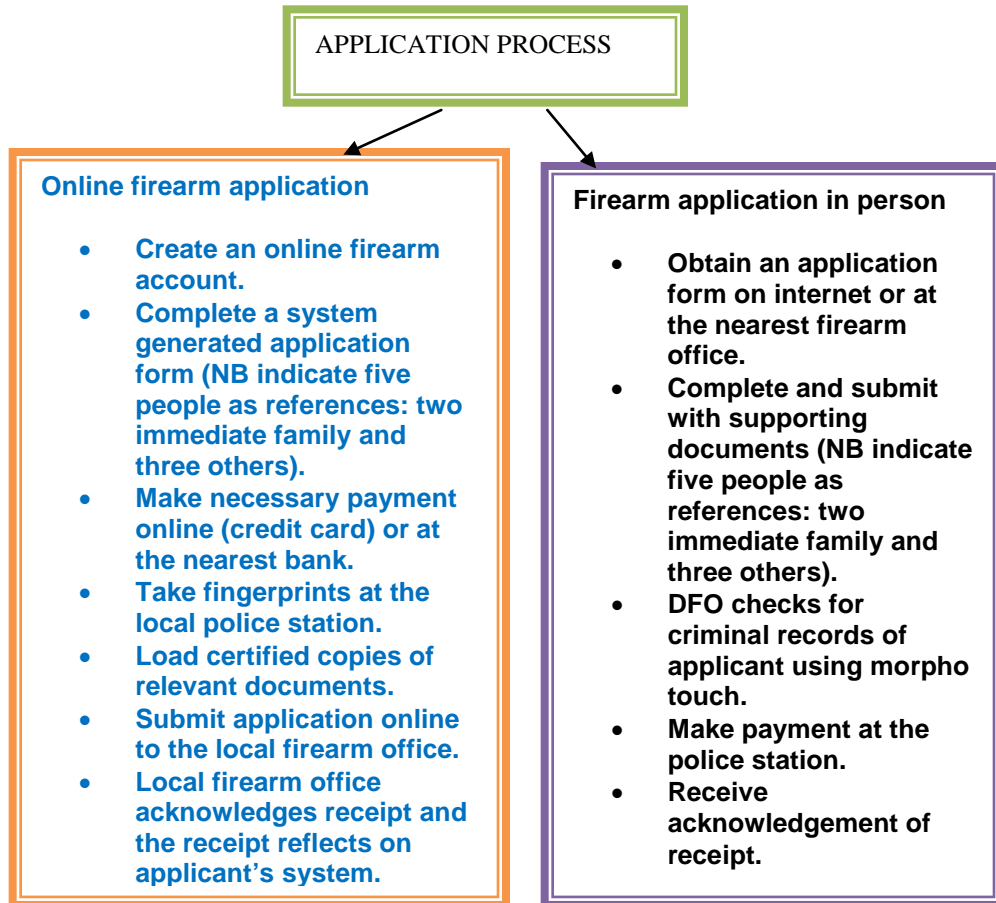 APPLICATION PROCESS
Online firearm application
• Create an online firearm
account.
• Complete a system
generated application
form (NB indicate five
people as references: two
immediate family and
three others).
• Make necessary payment
online (credit card) or at
the nearest bank.
• Take fingerprints at the
local police station.
• Load certified copies of
relevant documents.
• Submit application online
to the local firearm office.
• Local firearm office
acknowledges receipt and
the receipt reflects on
applicant’s system.
Firearm application in person
• Obtain an application
form on internet or at
the nearest firearm
office.
• Complete and submit
with supporting
documents (NB indicate
five people as
references: two
immediate family and
three others).
• DFO checks for
criminal records of
applicant using morpho
touch.
• Make payment at the
police station.
• Receive
acknowledgement of
receipt.